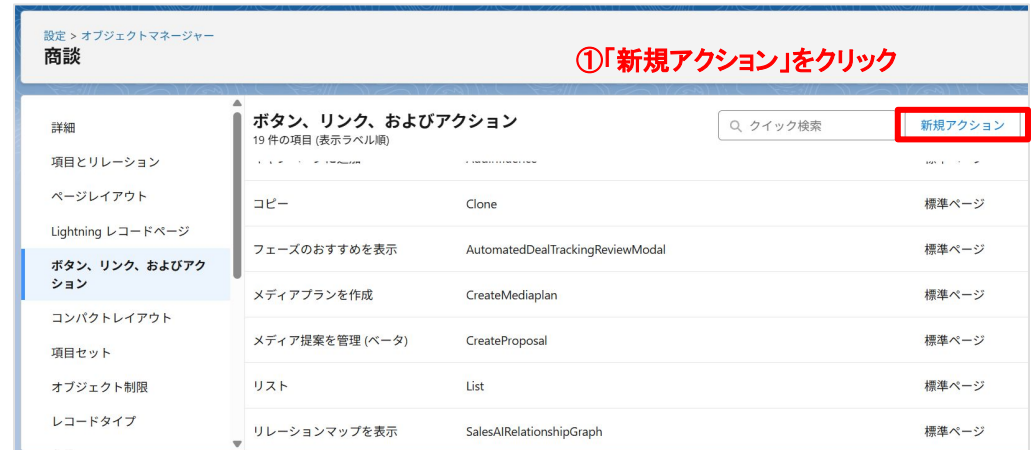 設定 > オブジェクトマネージャー
商談
①「新規アクション」をクリック
詳細
項目とリレーション
ページレイアウト
Lightning レコードページ
ボタン、リンク、およびアク
ション
コンパクトレイアウト
項目セット
オブジェクト制限
レコードタイプ
ボタン、リンク、およびアクション
19 件の項目 (表示ラベル順)
クイック検索
新規アクション
コピー Clone 標準ページ
フェーズのおすすめを表示 AutomatedDealTrackingReviewModal 標準ページ
メディアプランを作成 CreateMediaplan 標準ページ
メディア提案を管理 (ベータ) CreateProposal 標準ページ
リスト List 標準ページ
リレーションマップを表示 SalesAIRelationshipGraph 標準ページ